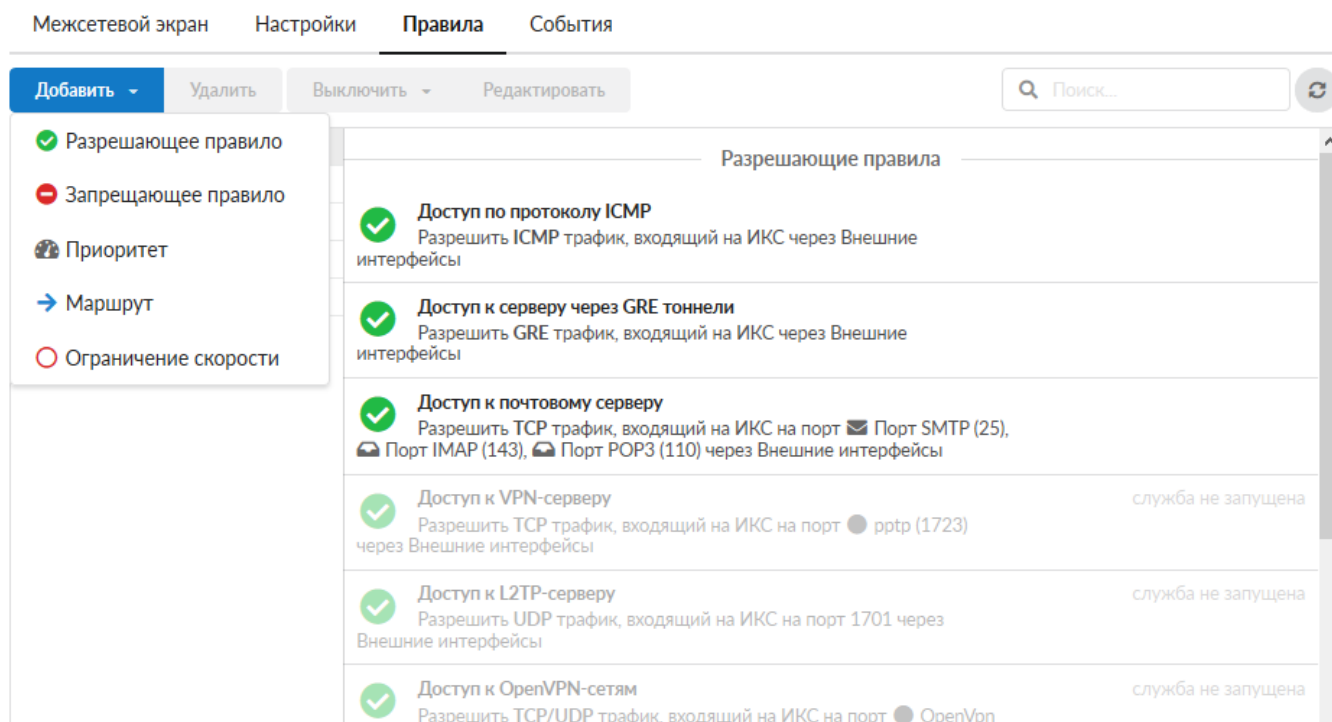 Межсетевой экран Настройки Правила События
Добавить Удалить Выключить Редактировать Поиск...
Разрешающее правило
Запрещающее правило
Приоритет
Маршрут
Ограничение скорости
Разрешающие правила
Доступ по протоколу ICMP
Разрешить ICMP трафик, входящий на ИКС через Внешние
интерфейсы
Доступ к серверу через GRE тоннели
Разрешить GRE трафик, входящий на ИКС через Внешние
интерфейсы
Доступ к почтовому серверу
Разрешить TCP трафик, входящий на ИКС на порт Порт SMTP (25),
Порт IMAP (143), Порт POP3 (110) через Внешние интерфейсы
Доступ к VPN-серверу служба не запущена
Разрешить TCP трафик, входящий на ИКС на порт pptp (1723)
через Внешние интерфейсы
Доступ к L2TP-серверу служба не запущена
Разрешить UDP трафик, входящий на ИКС на порт 1701 через
Внешние интерфейсы
Доступ к OpenVPN-сетям служба не запущена
Разрешить TCP/UDP трафик, входящий на ИКС на порт OpenVpn